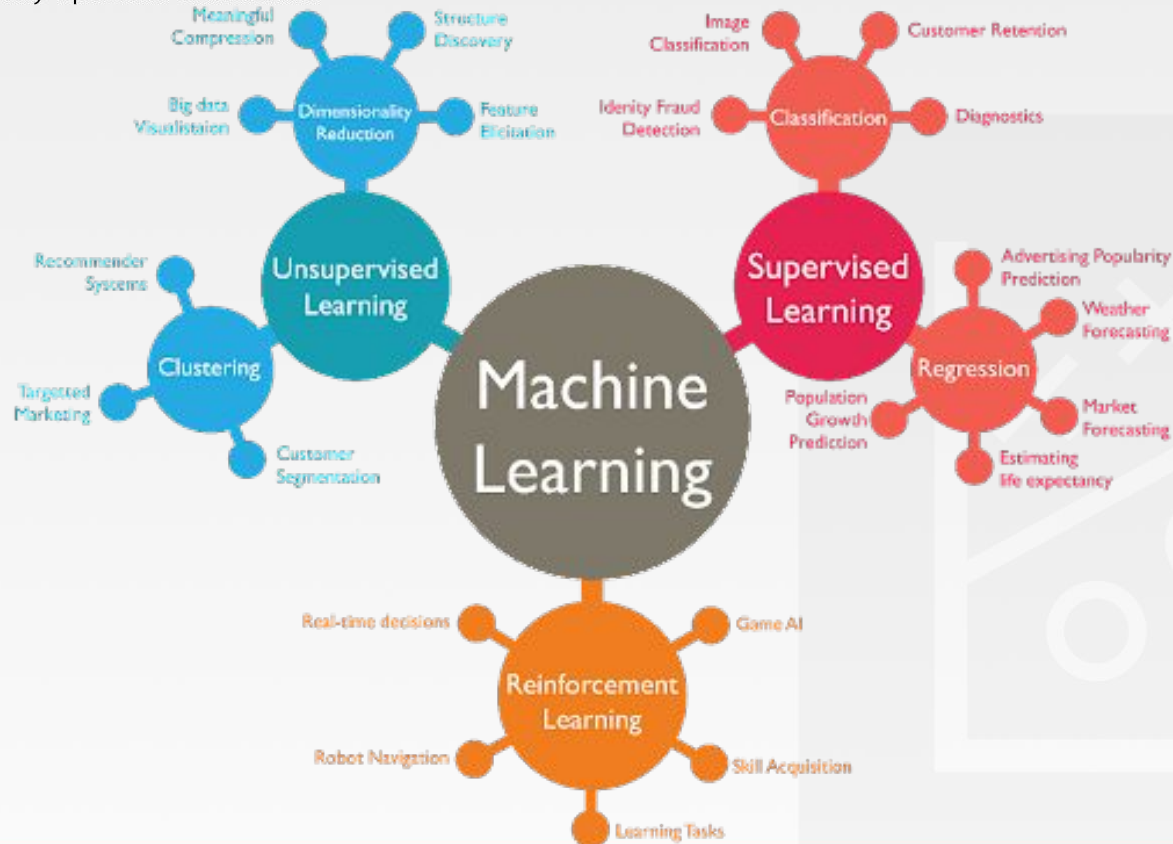 Meaningful
Compression
Structure
Discovery
Big data
Visualistaion
Dimensionality
Reduction
Feature
Elicitation
Image
Classification
Customer Retention
Idenity Fraud
Detection
Classification
Diagnostics
Recommender
Systems
Unsupervised
Learning
Clustering
Targetted
Marketing
Customer
Segmentation
Machine
Learning
Supervised
Learning
Advertising Popularity
Prediction
Weather
Forecasting
Regression
Population
Growth
Prediction
Market
Forecasting
Estimating
life expectancy
Real-time decisions
Game AI
Reinforcement
Learning
Robot Navigation
Skill Acquisition
Learning Tasks